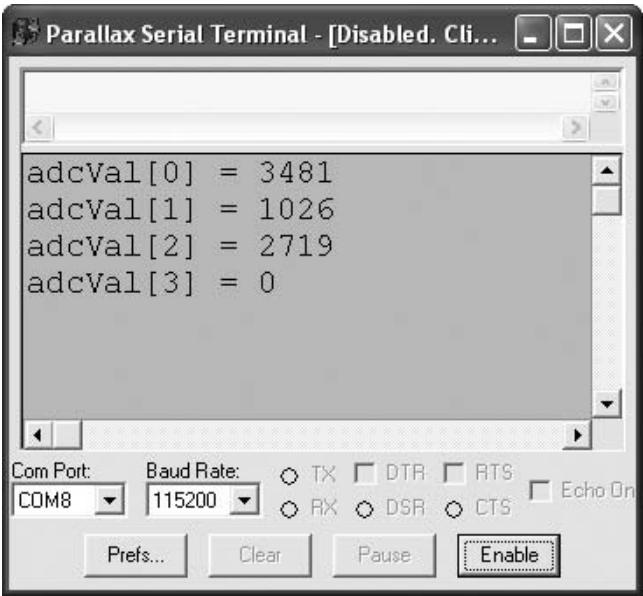 Parallax Serial Terminal - [Disabled. Cli...
adcVal[0] = 3481
adcVal[1] = 1026
adcVal[2] = 2719
adcVal[3] = 0
Com Port: Baud Rate: TX DTR RTS
COM8 115200 RX DSR CTS Echo On
Prefs... Clear Pause Enable